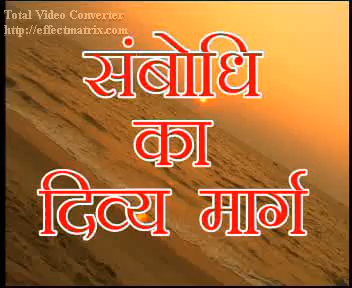 Total Video Converter
http://effectmatrix.com
संबोधि
का
दिव्य मार्ग